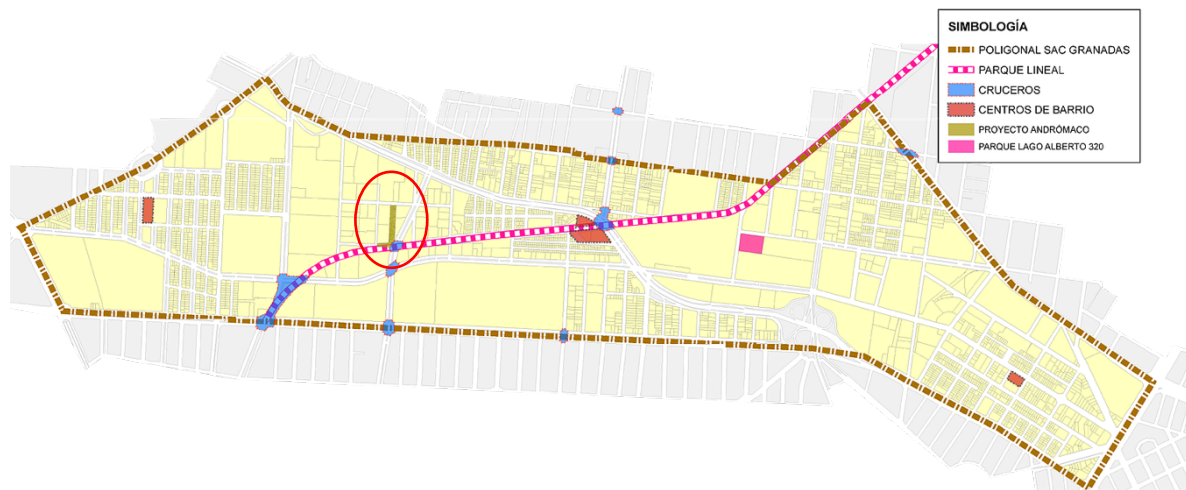 SIMBOLOGÍA
POLIGONAL SAC GRANADAS
PARQUE LINEAL
CRUCEROS
CENTROS DE BARRIO
PROYECTO ANDRÓMACO
PARQUE LAGO ALBERTO 320